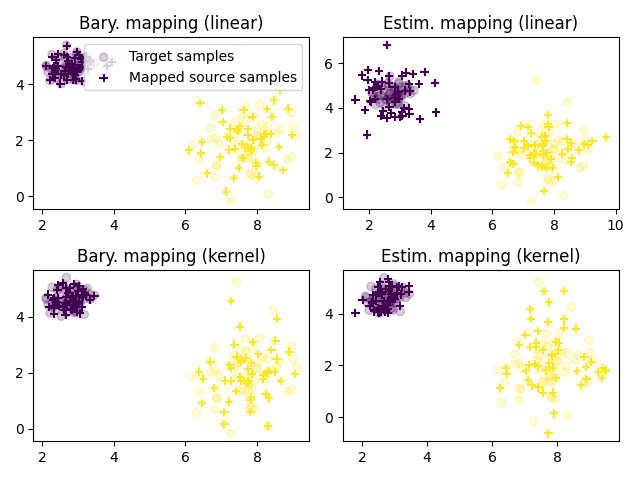 Bary. mapping (linear)
Estim. mapping (linear)
Target samples
Mapped source samples
4
2
0
2 4 6 8
6
4
2
0
2 4 6 8 10
Bary. mapping (kernel)
Estim. mapping (kernel)
4
2
0
2 4 6 8
4
2
0
2 4 6 8